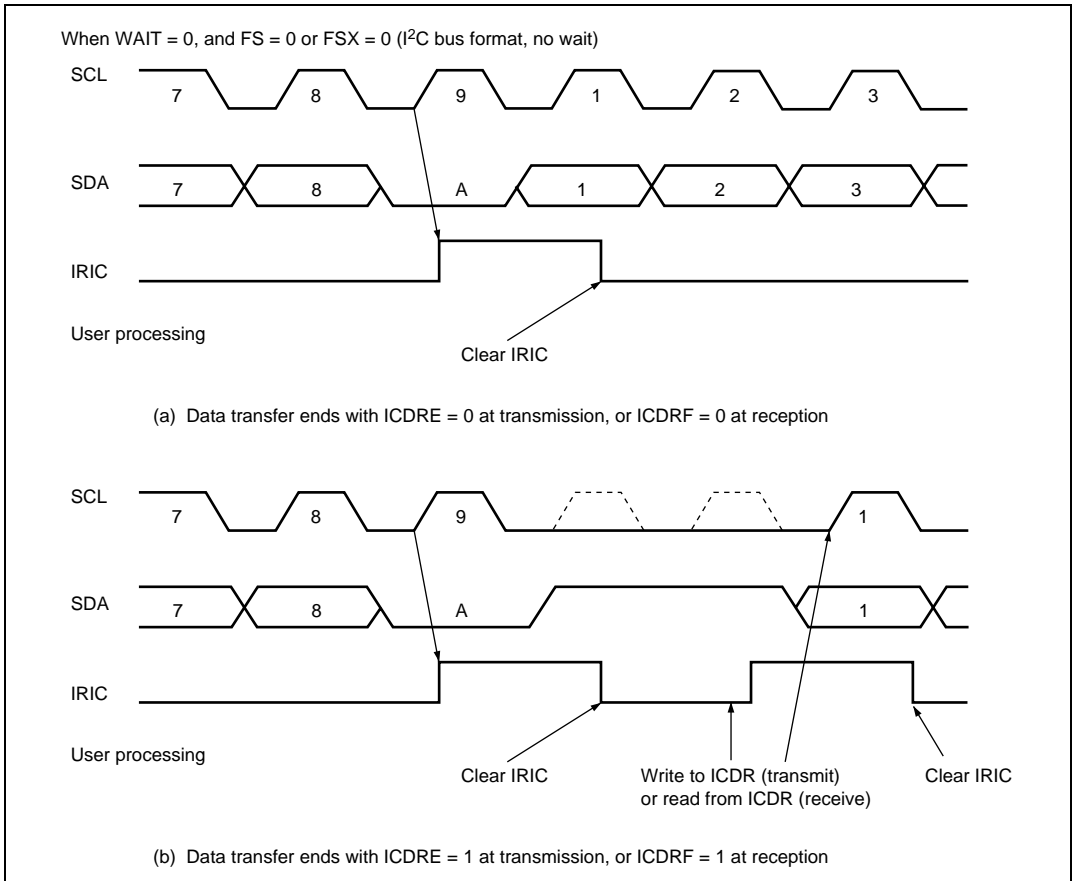 When WAIT = 0, and FS = 0 or FSX = 0 (I²C bus format, no wait)
SCL
7 8 9 1 2 3
SDA
7 8 A 1 2 3
IRIC
User processing
Clear IRIC
(a) Data transfer ends with ICDRE = 0 at transmission, or ICDRF = 0 at reception
SCL
7 8 9 1
SDA
7 8 A 1
IRIC
User processing
Clear IRIC
Write to ICDR (transmit)
or read from ICDR (receive)
Clear IRIC
(b) Data transfer ends with ICDRE = 1 at transmission, or ICDRF = 1 at reception